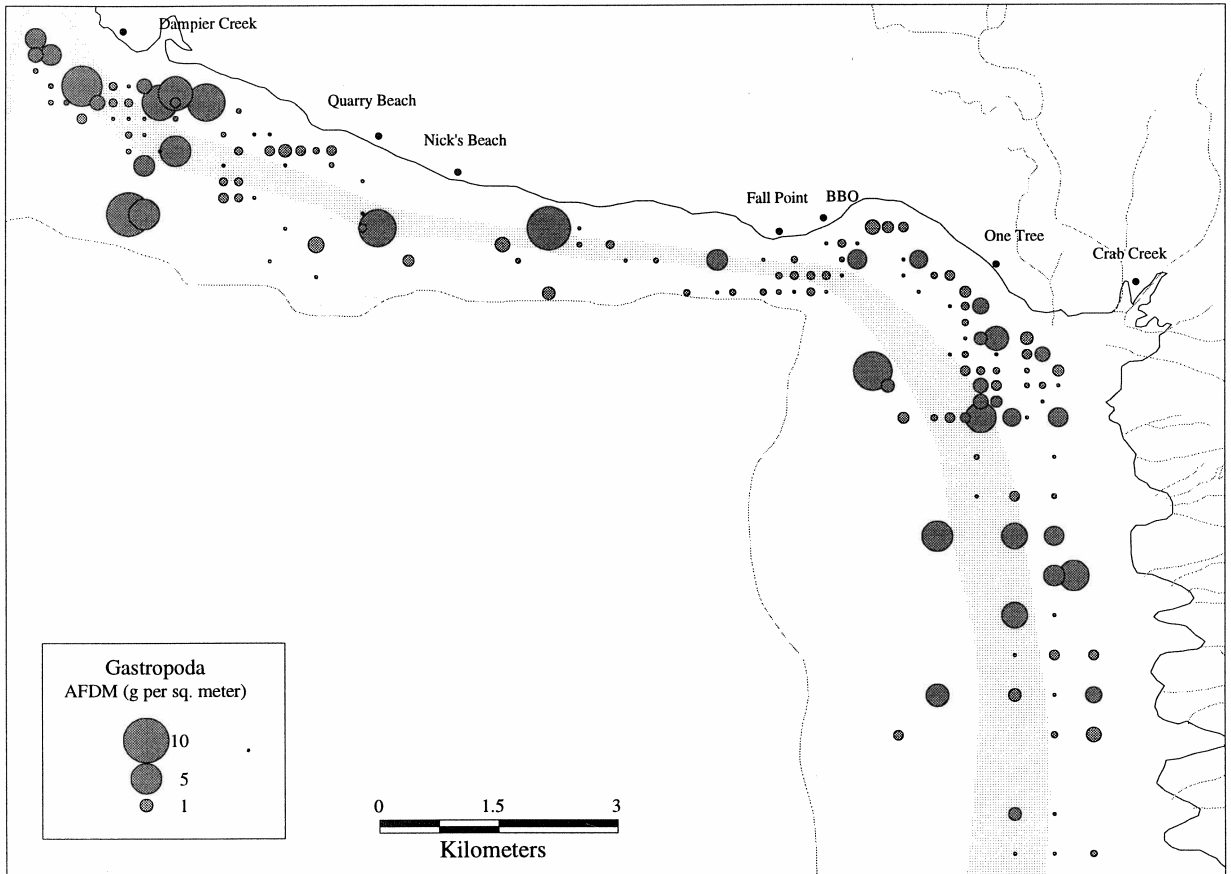 Dampier Creek
Quarry Beach
Nick's Beach
Fall Point
BBO
One Tree
Crab Creek
Gastropoda
AFDM (g per sq. meter)
10
5
1
0 1.5 3
Kilometers